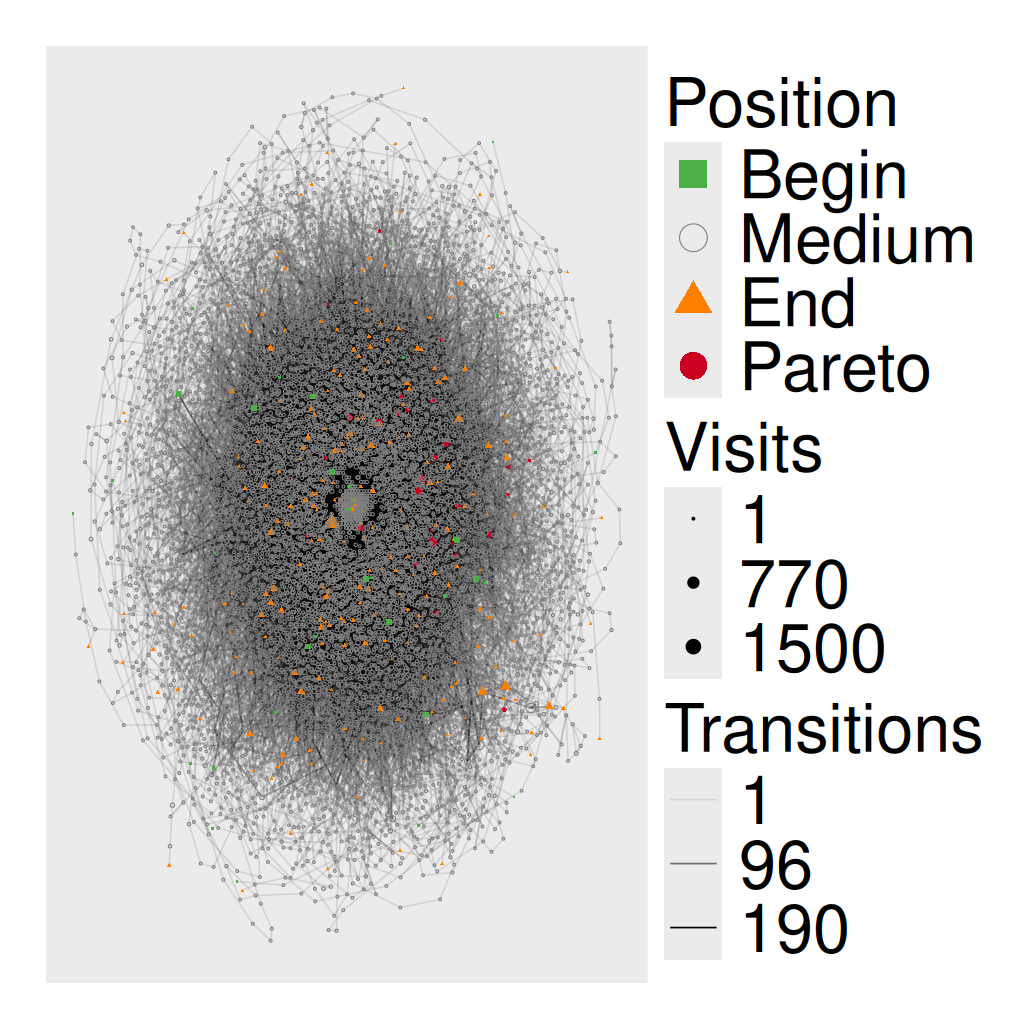 Position
Begin
Medium
End
Pareto
Visits
1
770
1500
Transitions
1
96
190